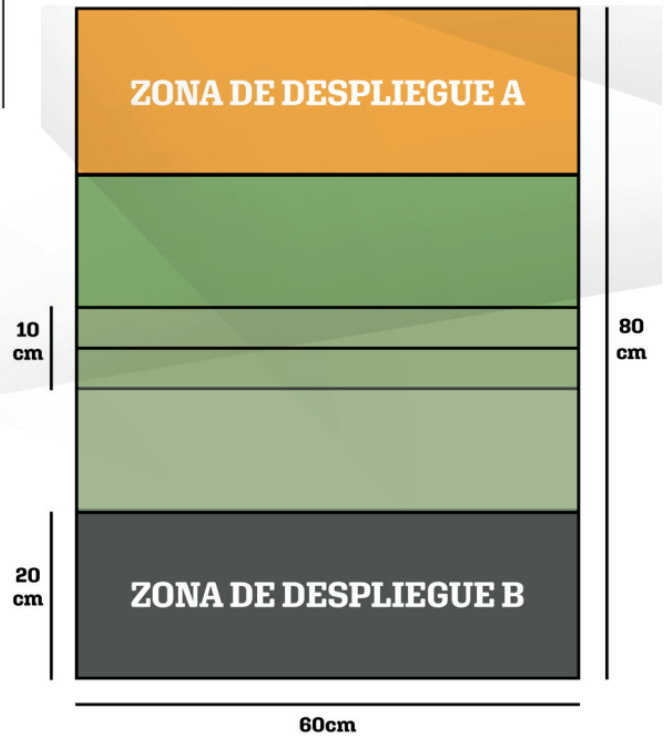 ZONA DE DESPLIEGUE A
10
cm
80
cm
20
cm
ZONA DE DESPLIEGUE B
60cm